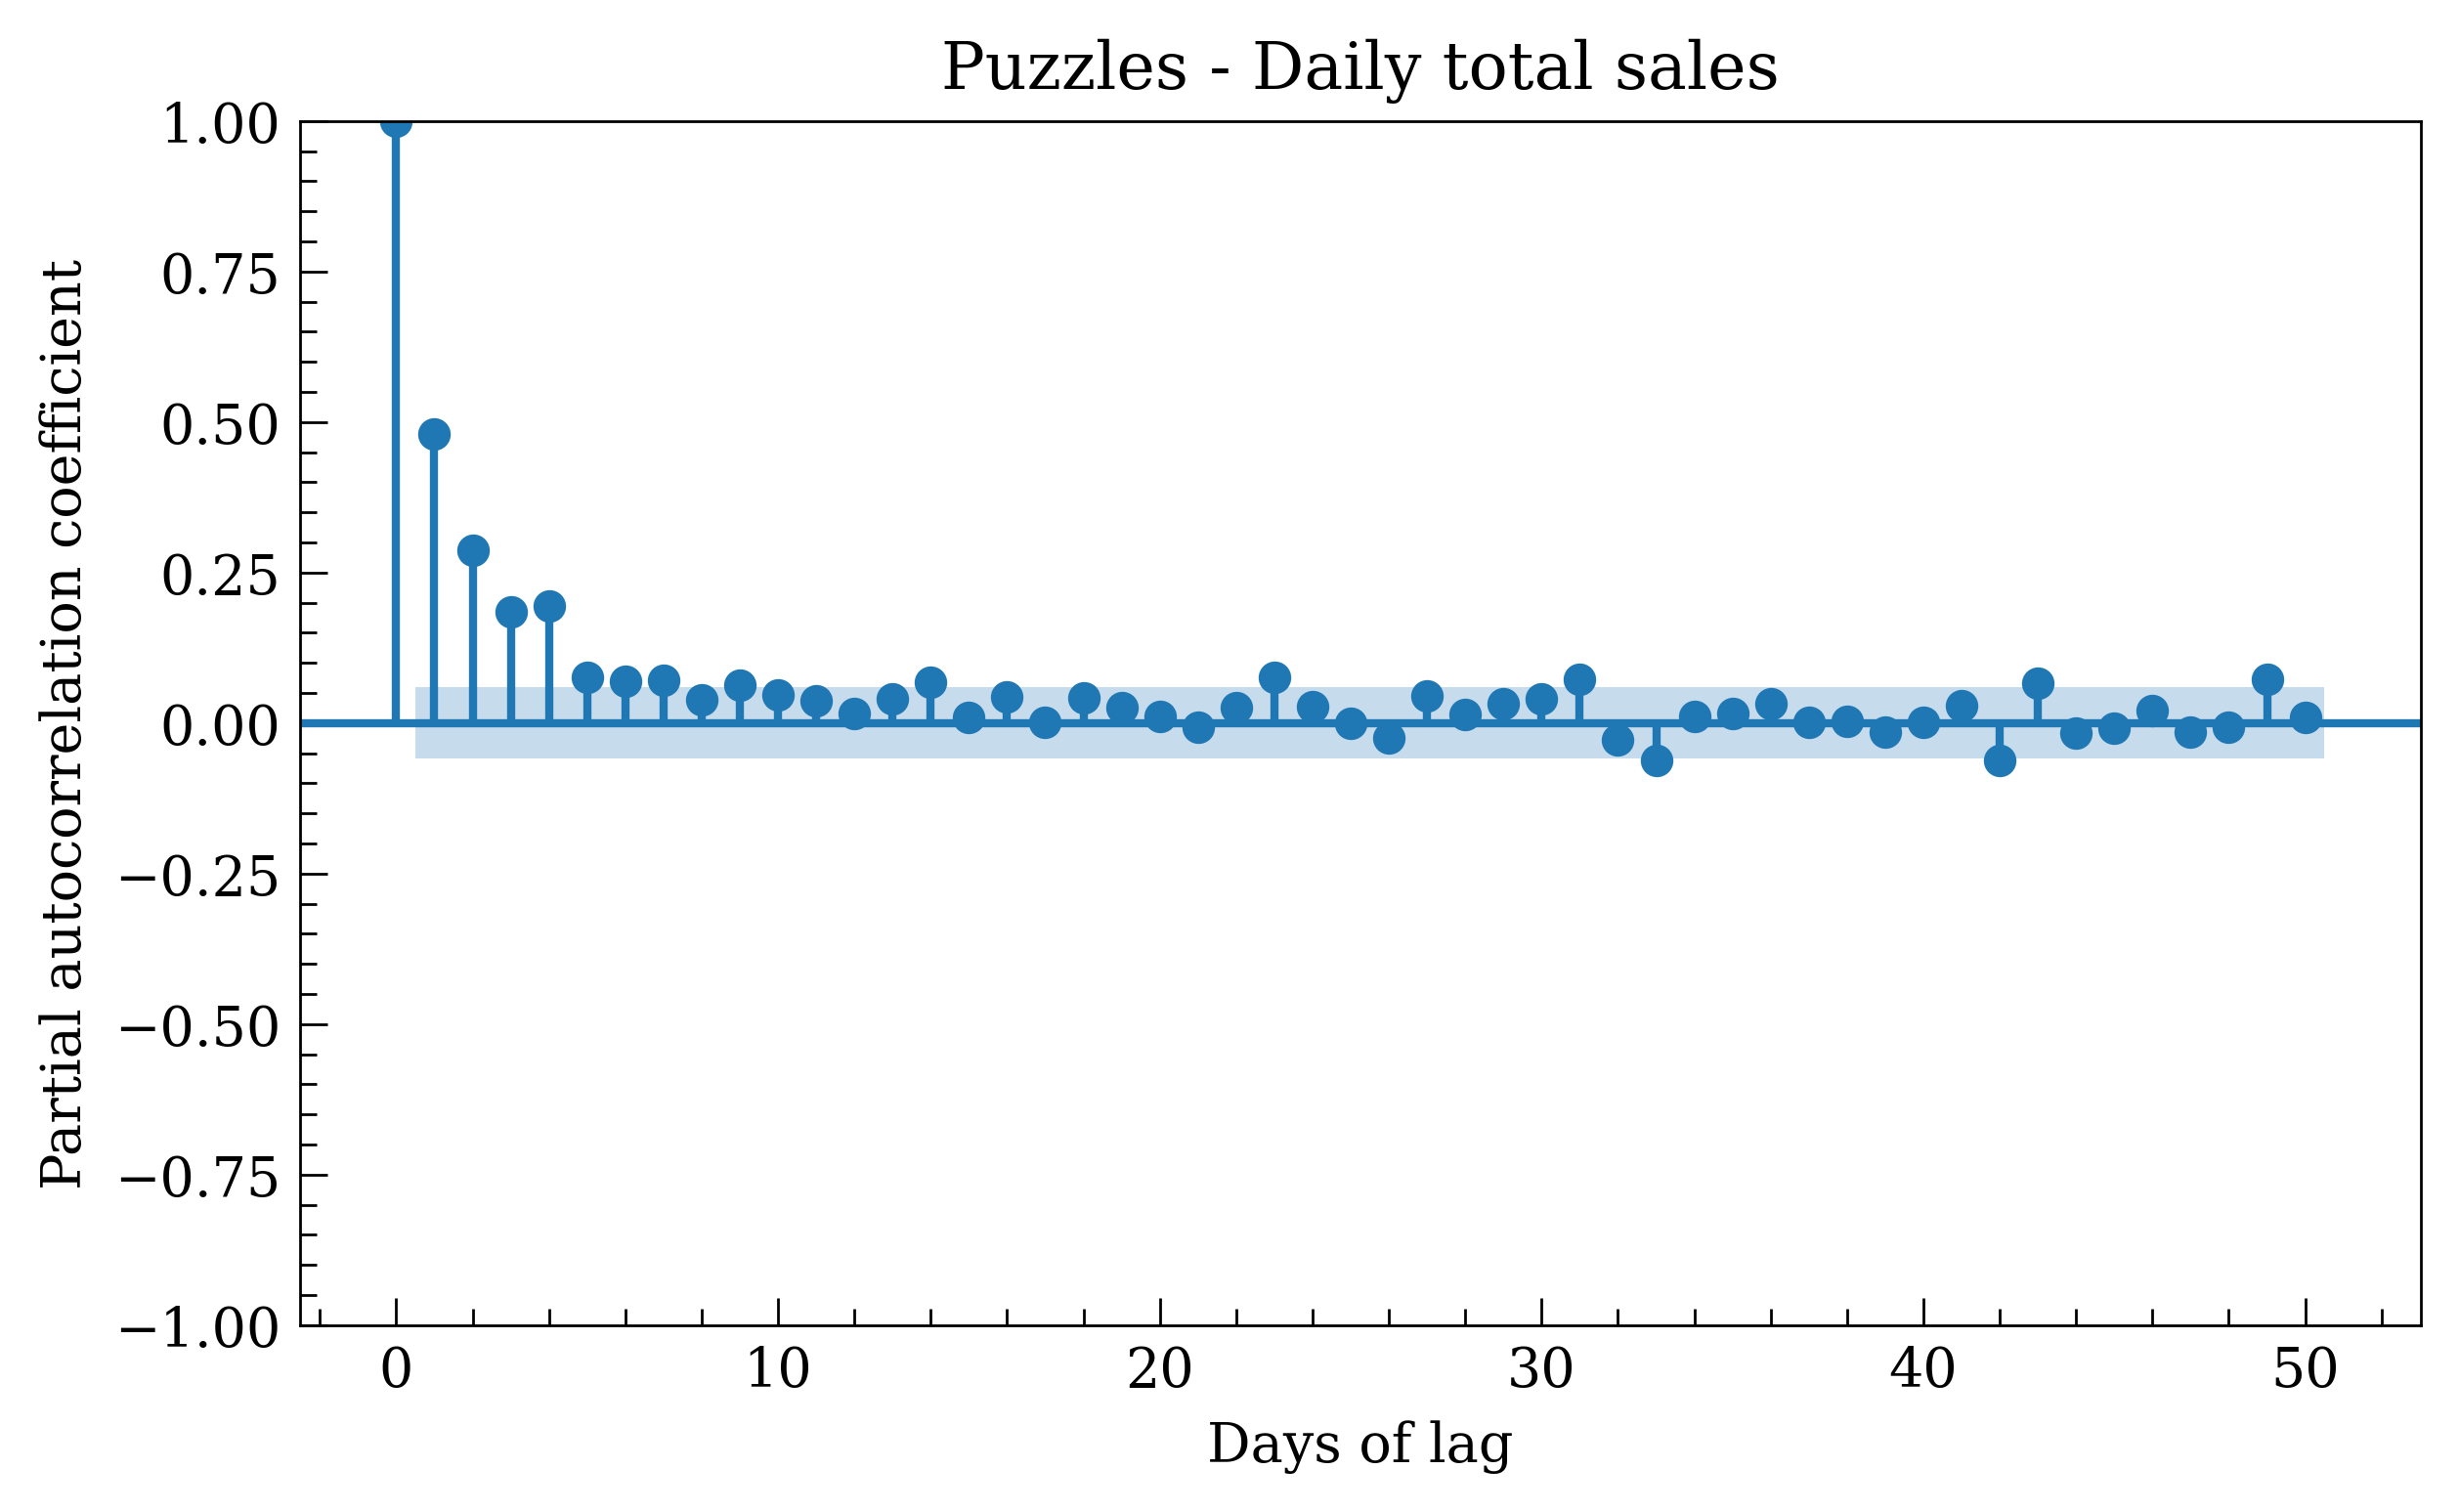 Puzzles - Daily total sales
Partial autocorrelation coefficient
1.00
0.75
0.50
0.25
0.00
−0.25
−0.50
−0.75
−1.00
0 10 20 30 40 50
Days of lag